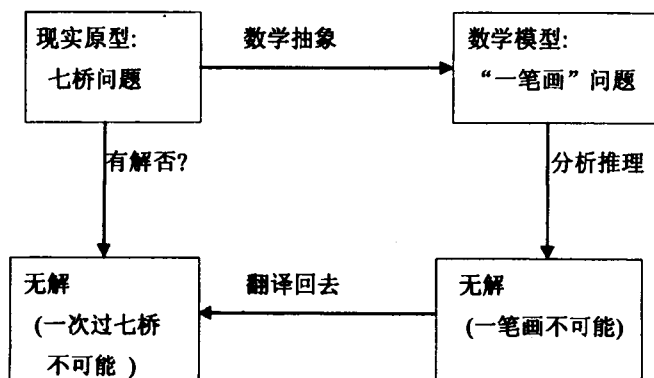 现实原型:
七桥问题
数学抽象
数学模型:
“一笔画”问题
有解否?
分析推理
无解
(一次过七桥
不可能 )
翻译回去
无解
(一笔画不可能)